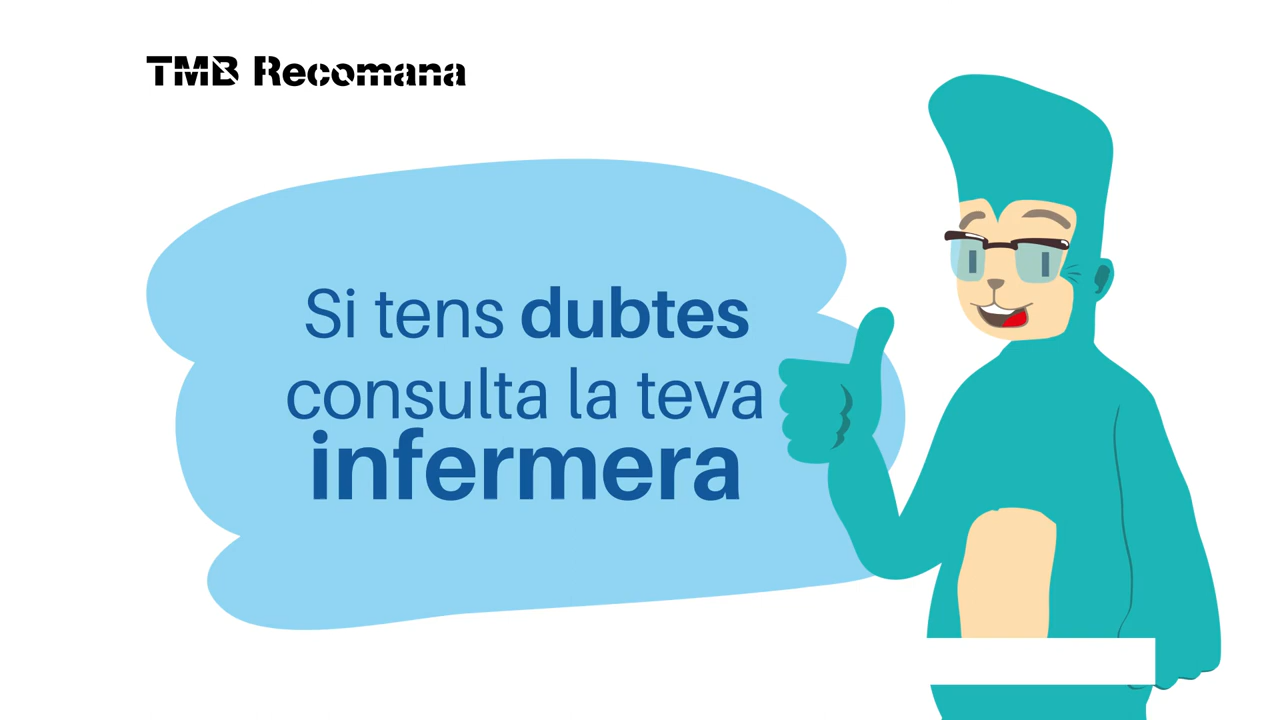 TMB Recomana
Si tens dubtes
consulta la teva
infermera